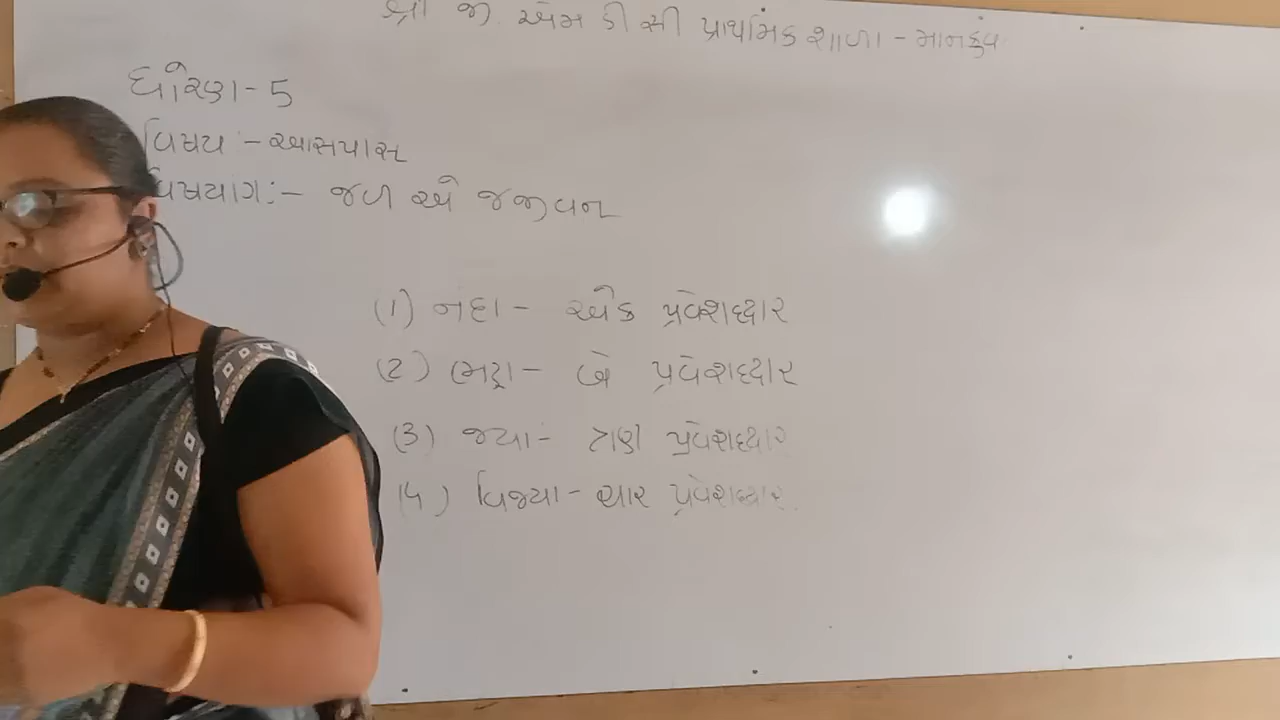 શ્રી જી. એમ ડી સી પ્રાથમિક શાળા - માનકુવા
ધોરણ - 5
વિષય :- આસપાસ
વિષયાંગ :- જળ એ જ જીવન
(1) નંદા - એક પ્રવેશદ્વાર
(2) ભદ્રા - બે પ્રવેશદ્વાર
(3) જયા - ત્રણ પ્રવેશદ્વાર
(4) વિજયા - ચાર પ્રવેશદ્વાર